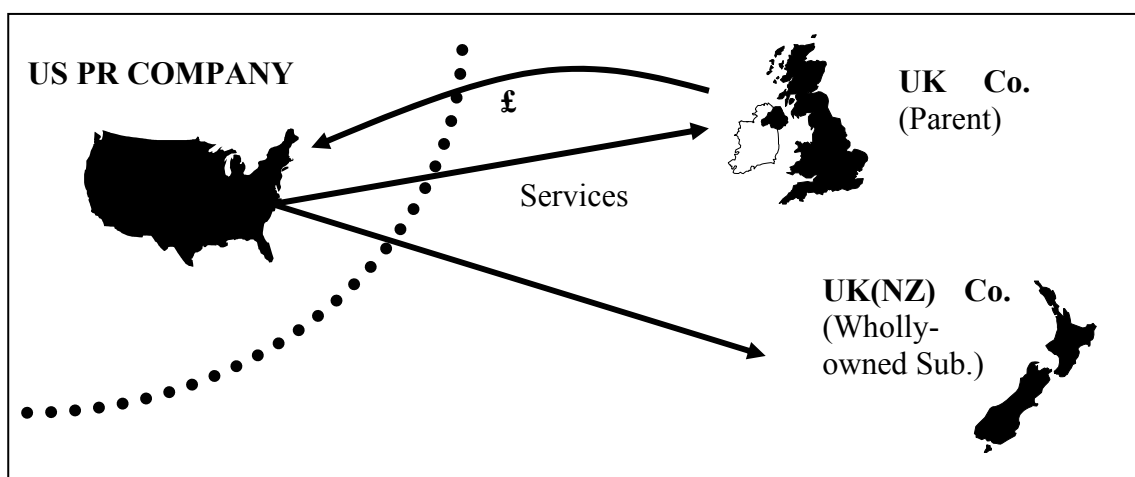 US PR COMPANY
£
UK Co.
(Parent)
Services
UK(NZ) Co.
(Wholly-
owned Sub.)